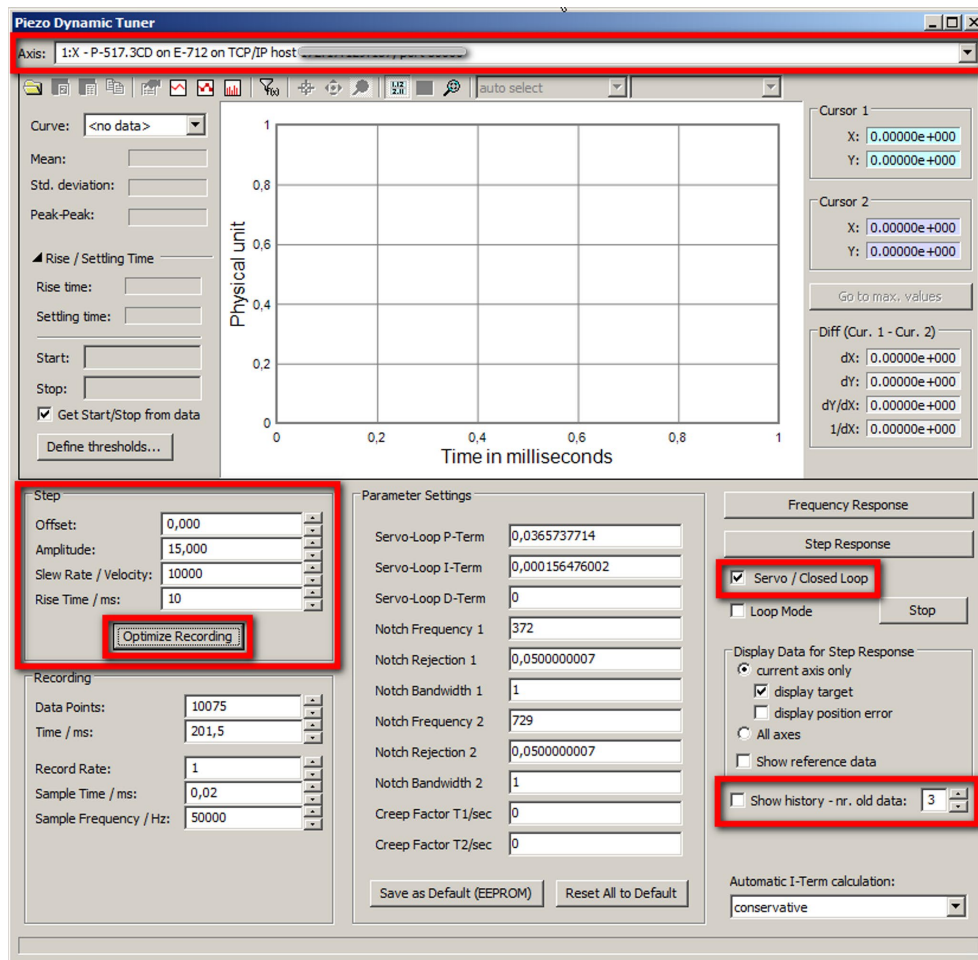 Piezo Dynamic Tuner
Axis: 1:X - P-517.3CD on E-712 on TCP/IP host
f(x)
auto select
Curve: <no data>
Mean:
Std. deviation:
Peak-Peak:
Rise / Settling Time
Rise time:
Settling time:
Start:
Stop:
Get Start/Stop from data
Define thresholds...
Physical unit
1
0,8
0,6
0,4
0,2
0
0 0,2 0,4 0,6 0,8 1
Time in milliseconds
Cursor 1
X: 0.00000e+000
Y: 0.00000e+000
Cursor 2
X: 0.00000e+000
Y: 0.00000e+000
Go to max. values
Diff (Cur. 1 - Cur. 2)
dX: 0.00000e+000
dY: 0.00000e+000
dY/dX: 0.00000e+000
1/dX: 0.00000e+000
Step
Offset: 0,000
Amplitude: 15,000
Slew Rate / Velocity: 10000
Rise Time / ms: 10
Optimize Recording
Recording
Data Points: 10075
Time / ms: 201,5
Record Rate: 1
Sample Time / ms: 0,02
Sample Frequency / Hz: 50000
Parameter Settings
Servo-Loop P-Term 0,0365737714
Servo-Loop I-Term 0,000156476002
Servo-Loop D-Term 0
Notch Frequency 1 372
Notch Rejection 1 0,0500000007
Notch Bandwidth 1 1
Notch Frequency 2 729
Notch Rejection 2 0,0500000007
Notch Bandwidth 2 1
Creep Factor T1/sec 0
Creep Factor T2/sec 0
Save as Default (EEPROM) Reset All to Default
Frequency Response
Step Response
Servo / Closed Loop
Loop Mode Stop
Display Data for Step Response
current axis only
display target
display position error
All axes
Show reference data
Show history - nr. old data: 3
Automatic I-Term calculation:
conservative